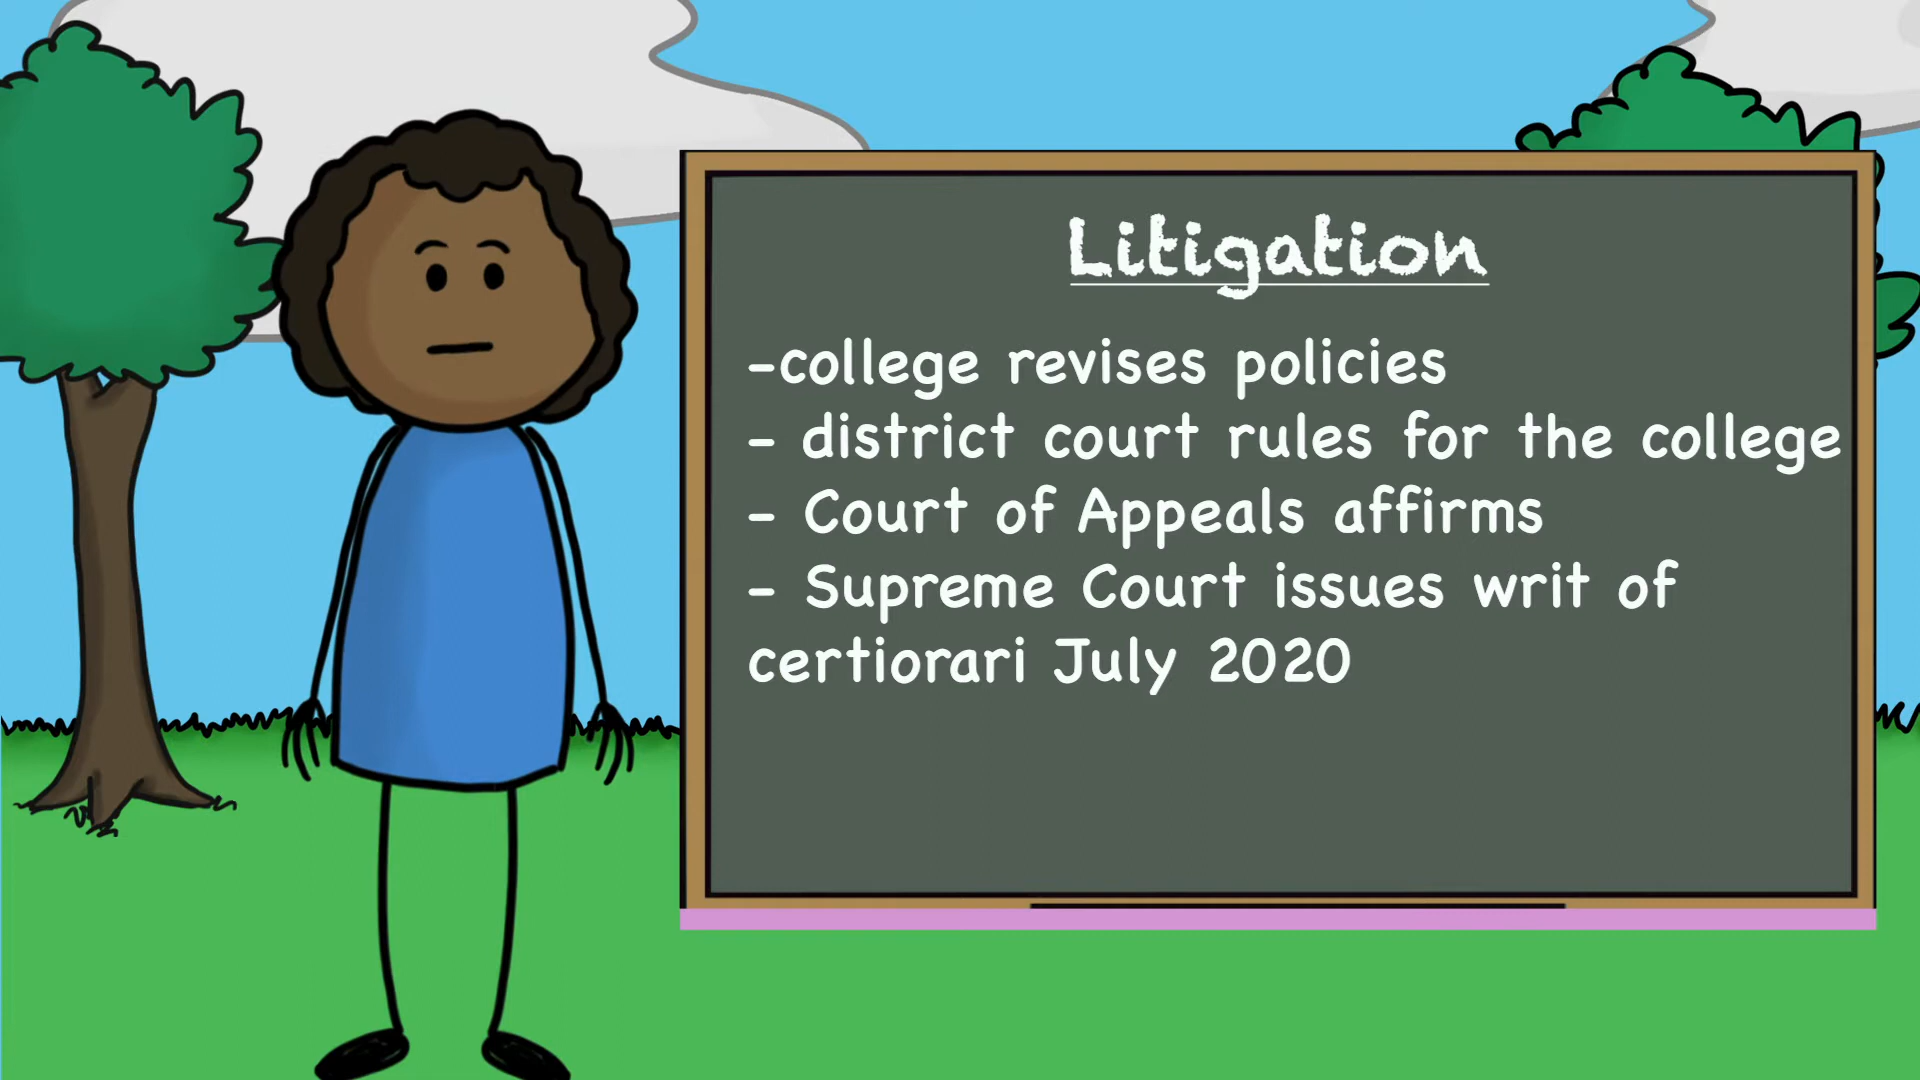 Litigation
-college revises policies
- district court rules for the college
- Court of Appeals affirms
- Supreme Court issues writ of
certiorari July 2020